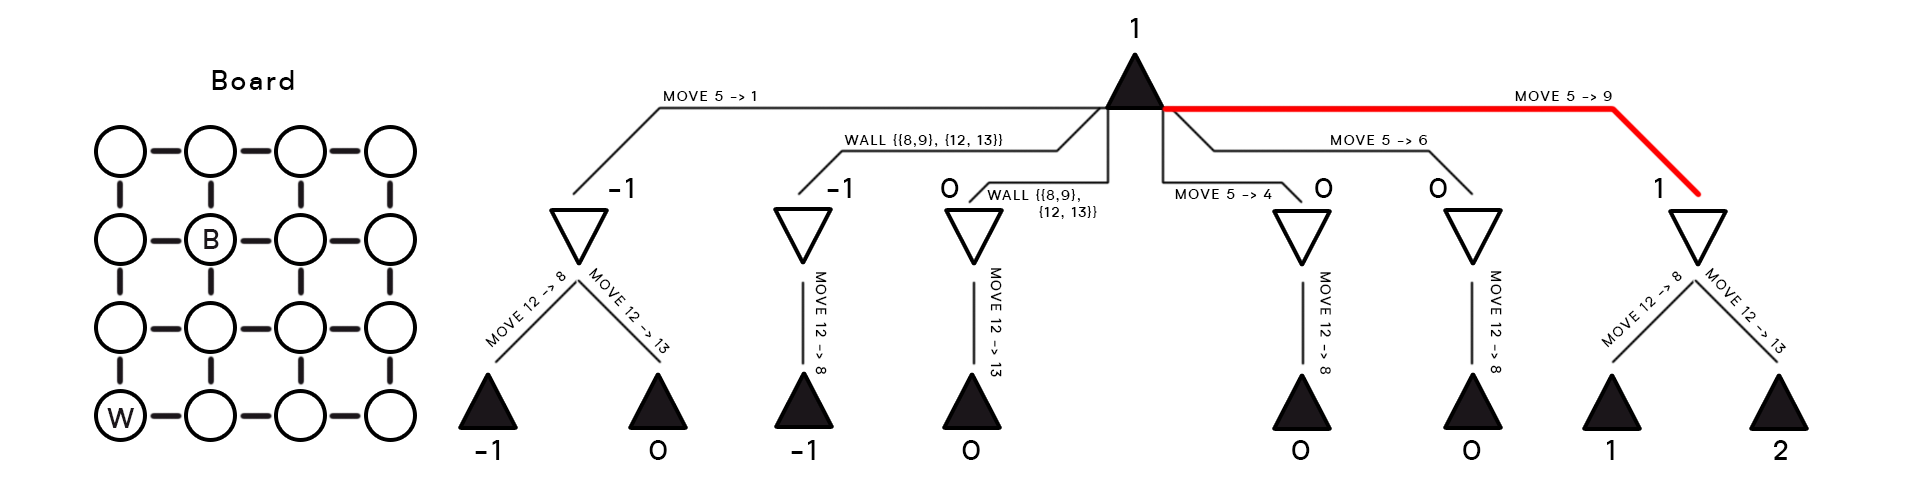 1
Board
MOVE 5 -> 1
MOVE 5 -> 9
WALL {{8,9}, {12, 13}}
MOVE 5 -> 6
-1
-1
0
WALL {{8,9},
{12, 13}}
MOVE 5 -> 4
0
0
1
B
MOVE 12 -> 8
MOVE 12 -> 13
MOVE 12 -> 8
MOVE 12 -> 13
MOVE 12 -> 8
MOVE 12 -> 8
MOVE 12 -> 8
MOVE 12 -> 13
W
-1
0
-1
0
0
0
1
2